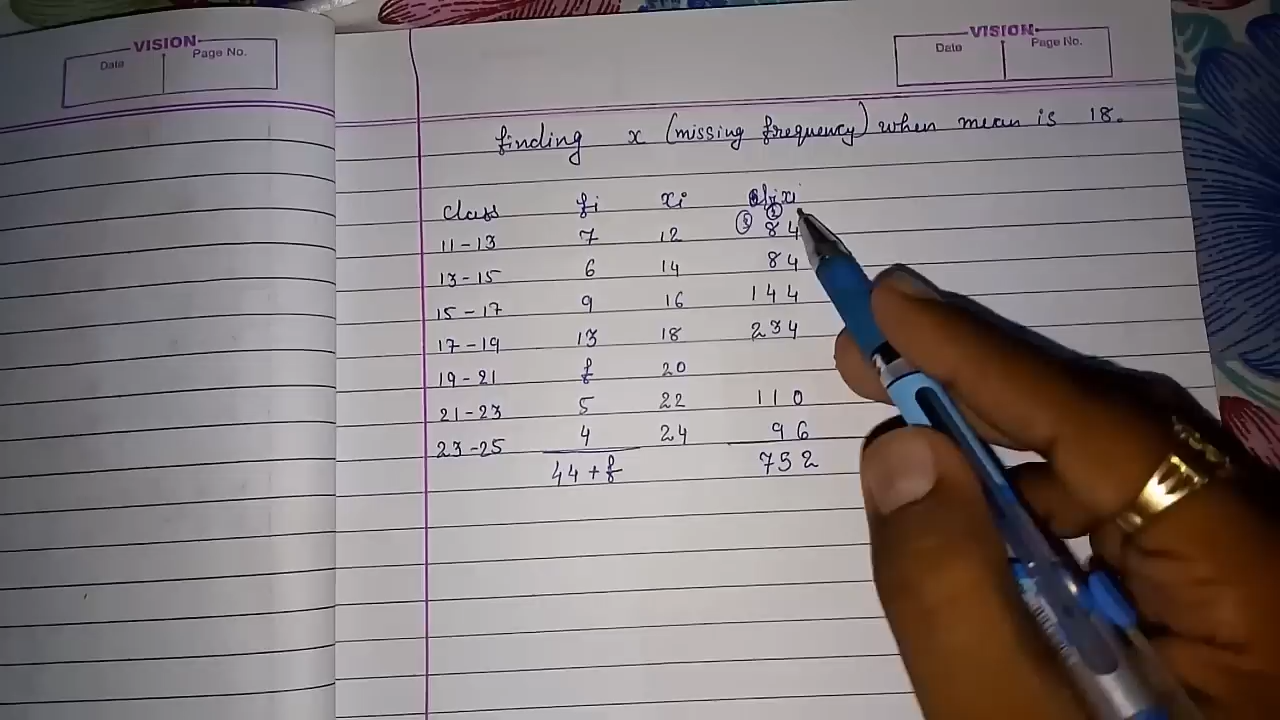 VISION
Date Page No.
VISION
Date Page No.
finding x (missing frequency) when mean is 18.
class fi xi fixi
11-13 7 12 84
13-15 6 14 84
15-17 9 16 144
17-19 13 18 234
19-21 f 20
21-23 5 22 110
23-25 4 24 96
44+f 752